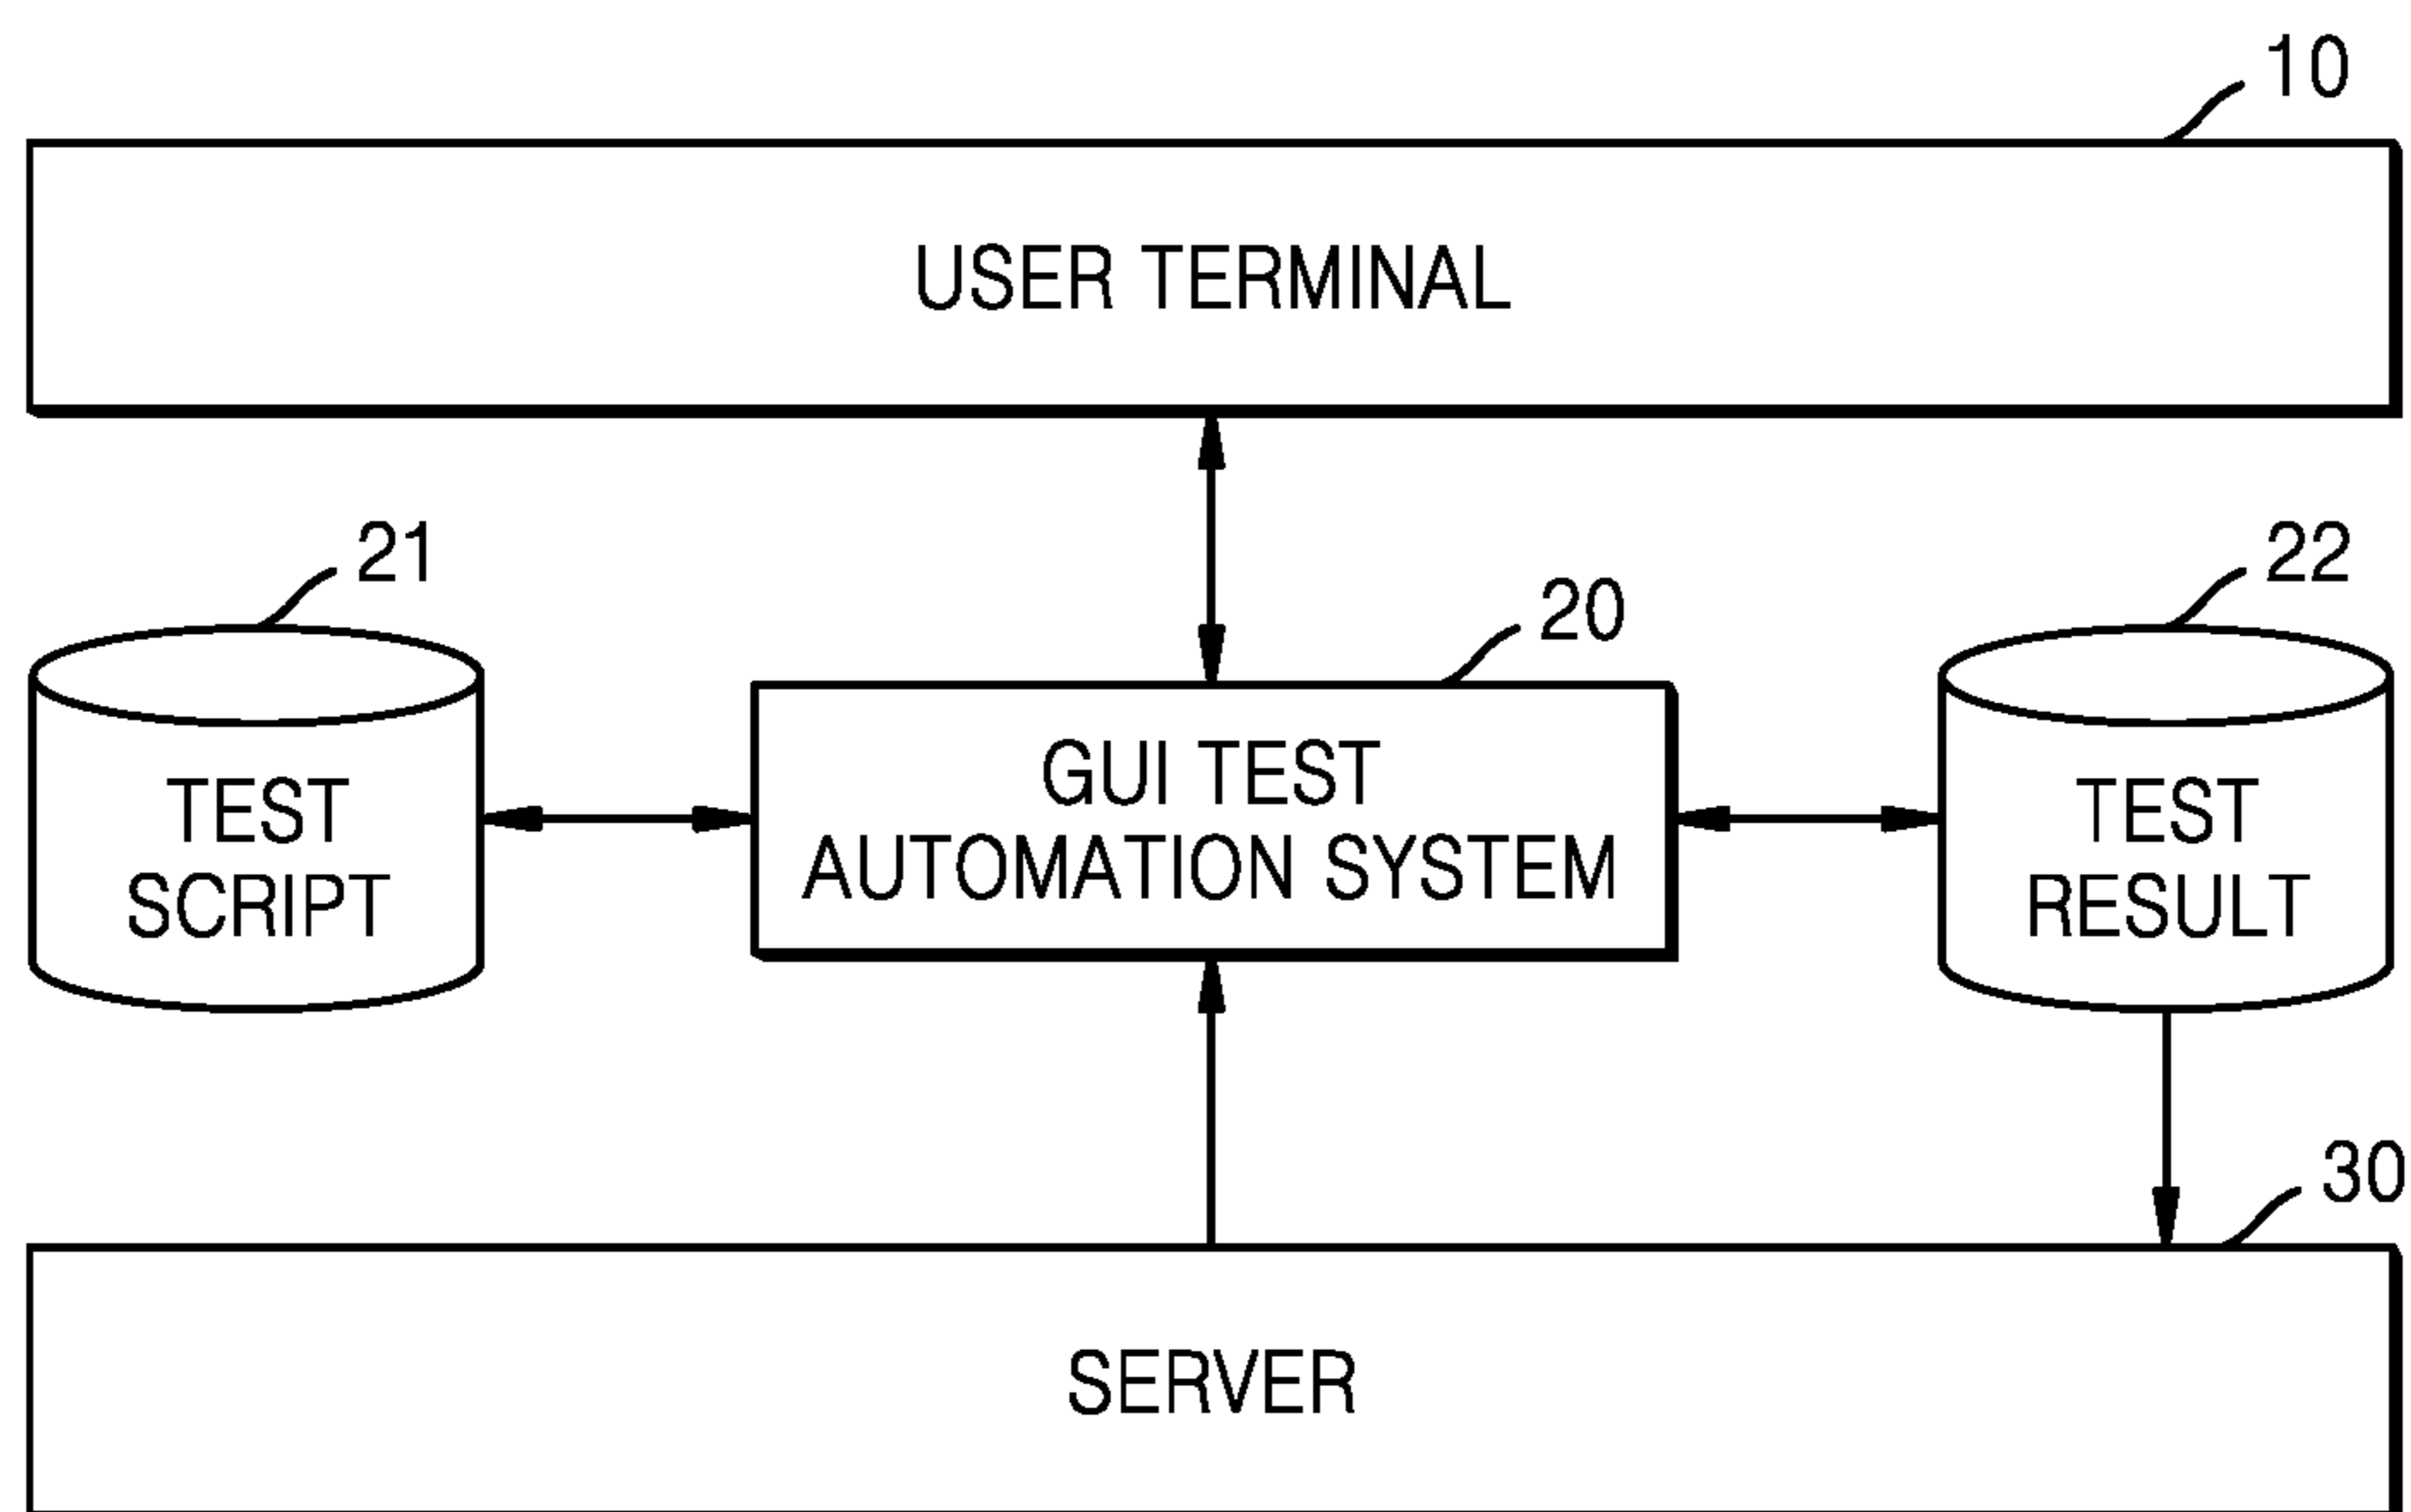 10
USER TERMINAL
21
22
20
TEST
SCRIPT
GUI TEST
AUTOMATION SYSTEM
TEST
RESULT
30
SERVER